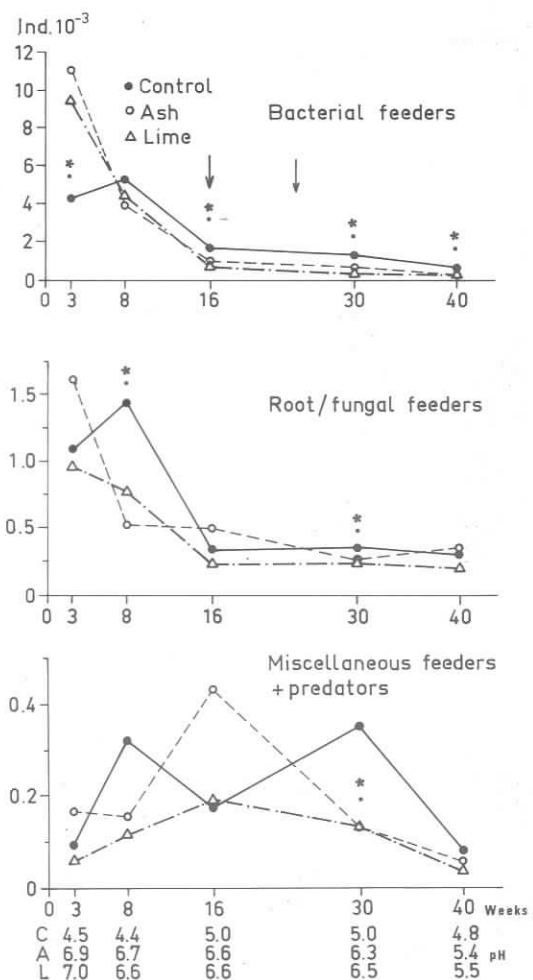 Jnd.10⁻³
12
10
8
6
4
2
0
● Control
○ Ash
△ Lime
Bacterial feeders
*
*
*
*
0 3 8 16 30 40
1.5
1.0
0.5
0
Root/fungal feeders
*
*
0 3 8 16 30 40
0.4
0.2
0
Miscellaneous feeders
+predators
*
0 3 8 16 30 40 Weeks
C 4.5 4.4 5.0 5.0 4.8
A 6.9 6.7 6.6 6.3 5.4 pH
L 7.0 6.6 6.6 6.5 5.5